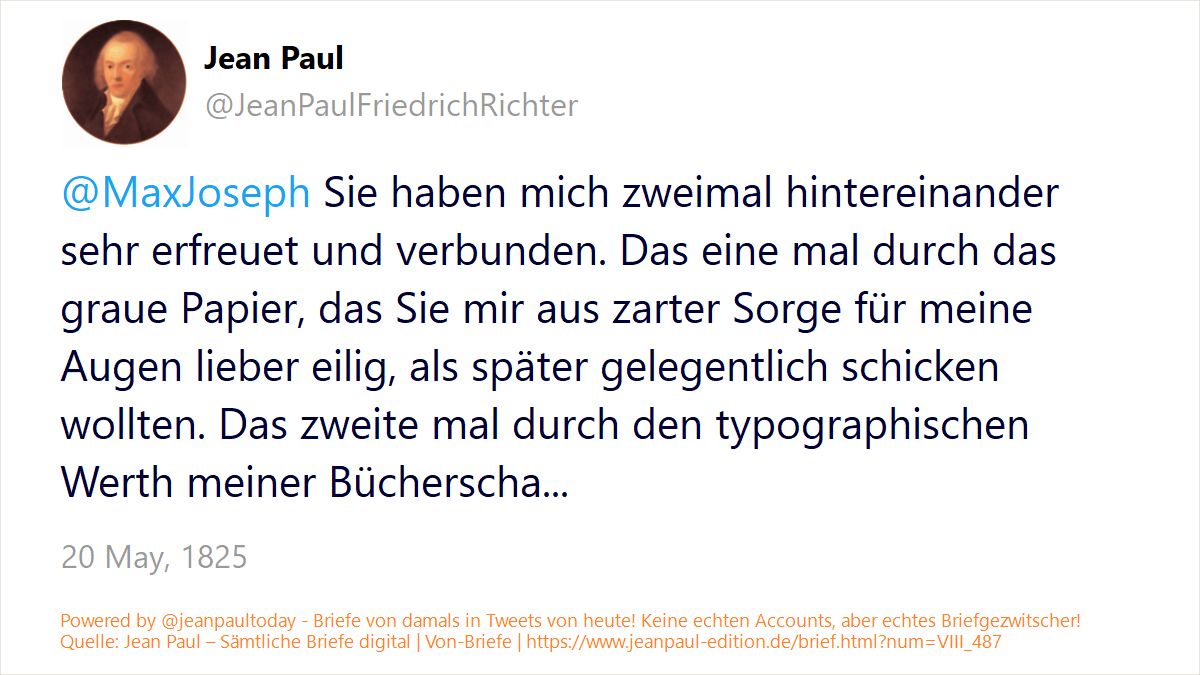 Jean Paul
@JeanPaulFriedrichRichter
@MaxJoseph Sie haben mich zweimal hintereinander
sehr erfreuet und verbunden. Das eine mal durch das
graue Papier, das Sie mir aus zarter Sorge für meine
Augen lieber eilig, als später gelegentlich schicken
wollten. Das zweite mal durch den typographischen
Werth meiner Bücherscha...
20 May, 1825
Powered by @jeanpaultoday - Briefe von damals in Tweets von heute! Keine echten Accounts, aber echtes Briefgezwitscher!
Quelle: Jean Paul – Sämtliche Briefe digital | Von-Briefe | https://www.jeanpaul-edition.de/brief.html?num=VIII_487